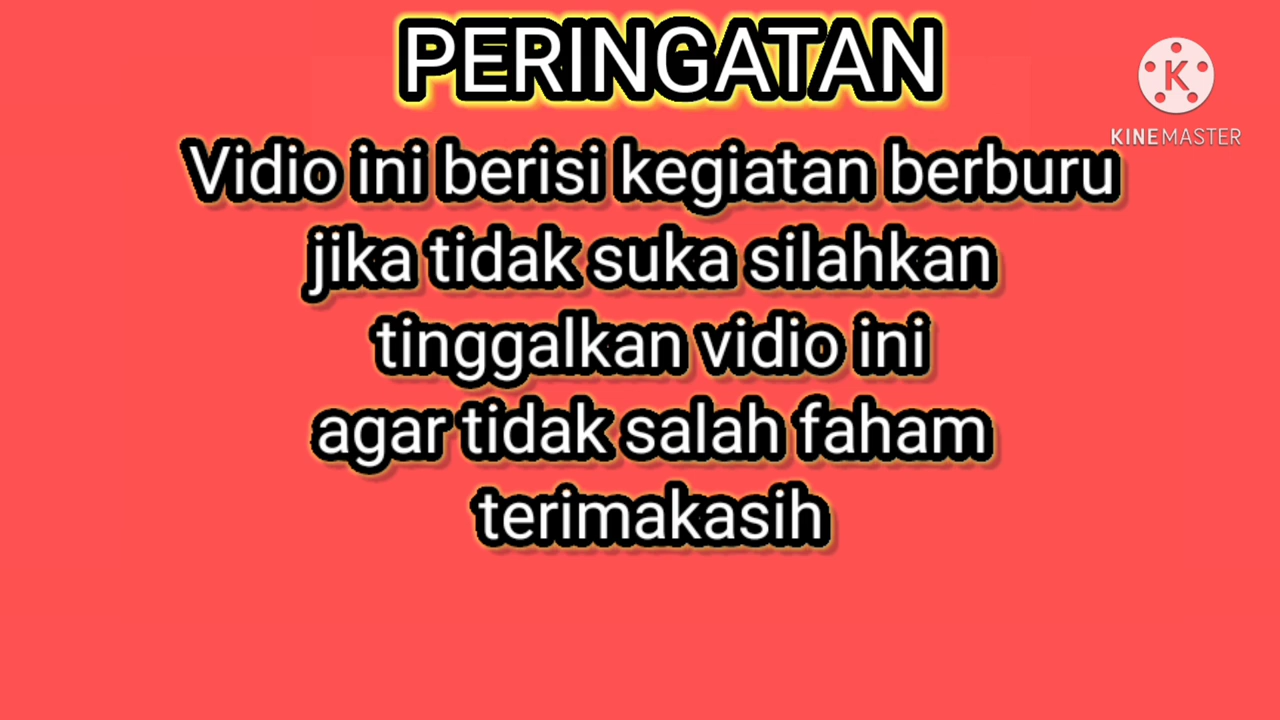 PERINGATAN
K
KINEMASTER
Vidio ini berisi kegiatan berburu
jika tidak suka silahkan
tinggalkan vidio ini
agar tidak salah faham
terimakasih